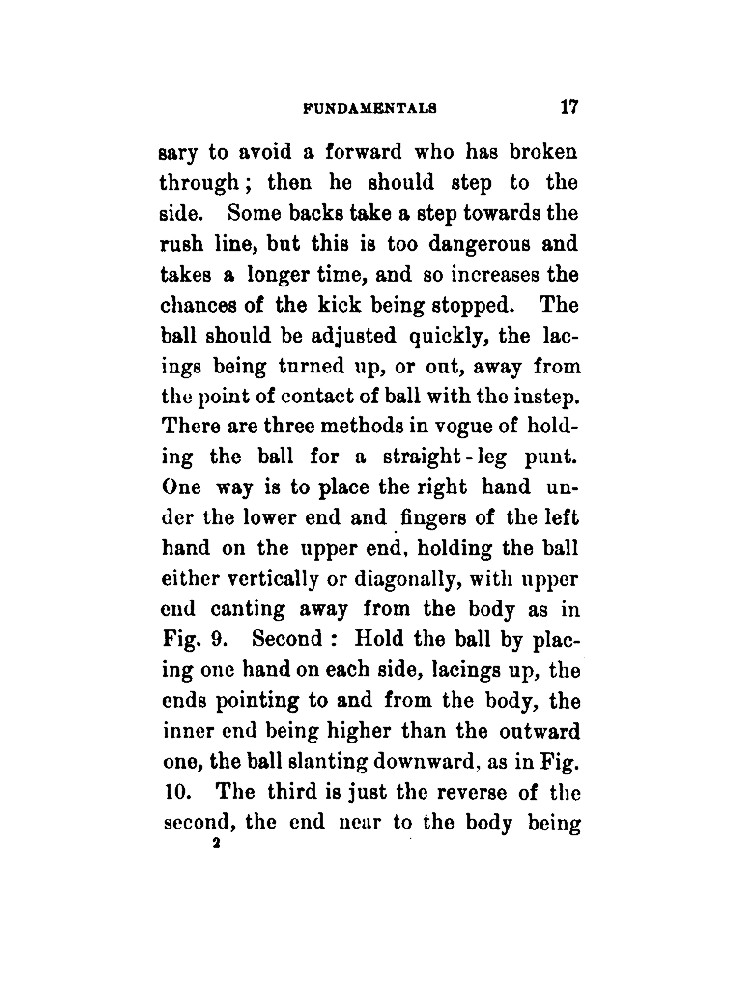 FUNDAMENTALS 17
sary to avoid a forward who has broken
through; then he should step to the
side. Some backs take a step towards the
rush line, but this is too dangerous and
takes a longer time, and so increases the
chances of the kick being stopped. The
ball should be adjusted quickly, the lac-
ings being turned up, or out, away from
the point of contact of ball with the instep.
There are three methods in vogue of hold-
ing the ball for a straight-leg punt.
One way is to place the right hand un-
der the lower end and fingers of the left
hand on the upper end, holding the ball
either vertically or diagonally, with upper
end canting away from the body as in
Fig. 9. Second : Hold the ball by plac-
ing one hand on each side, lacings up, the
ends pointing to and from the body, the
inner end being higher than the outward
one, the ball slanting downward, as in Fig.
10. The third is just the reverse of the
second, the end near to the body being
2